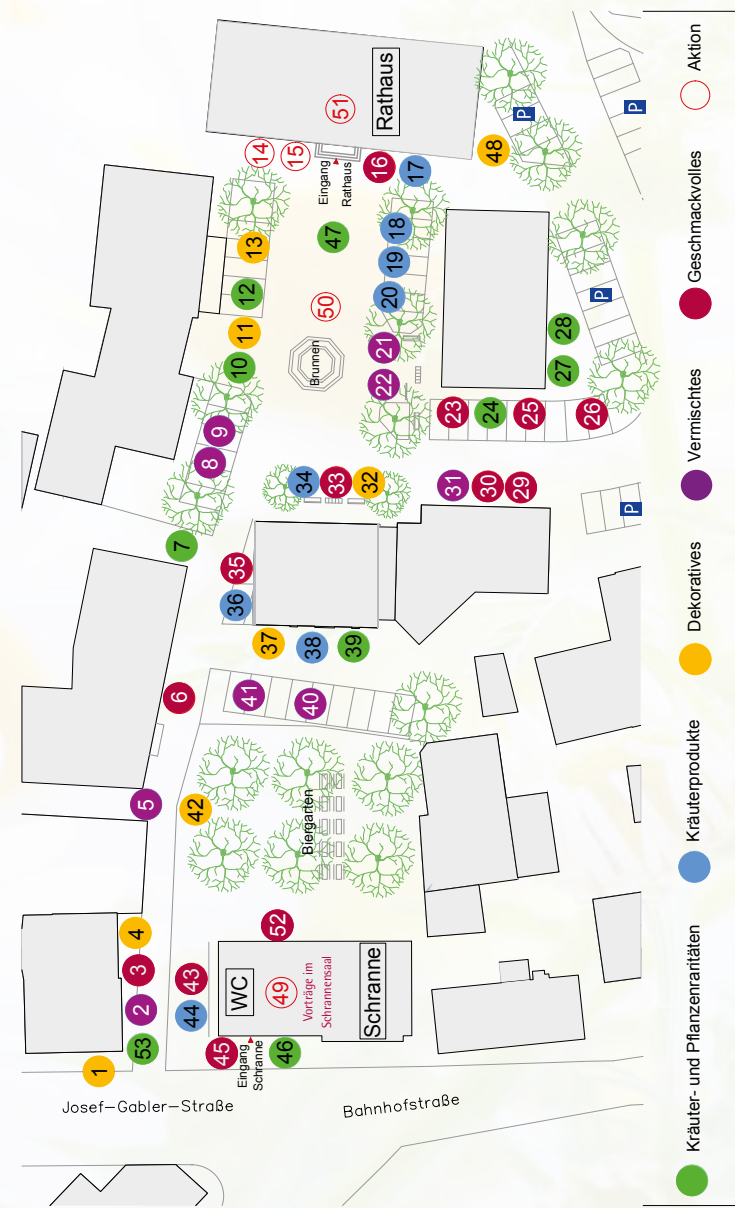 Rathaus
Eingang
Rathaus
Brunnen
Biergarten
WC
Vorträge im
Schrannensaal
Schranne
Eingang
Schranne
Josef-Gabler-Straße
Bahnhofstraße
P
P
P
P
1
53
2
3
4
5
6
7
8
9
10
11
12
13
14
15
51
16
17
18
19
20
21
22
47
50
48
23
24
25
26
27
28
29
30
31
32
33
34
35
36
37
38
39
40
41
42
43
44
45
46
49
52
Kräuter- und Pflanzenraritäten
Kräuterprodukte
Dekoratives
Vermischtes
Geschmackvolles
Aktion